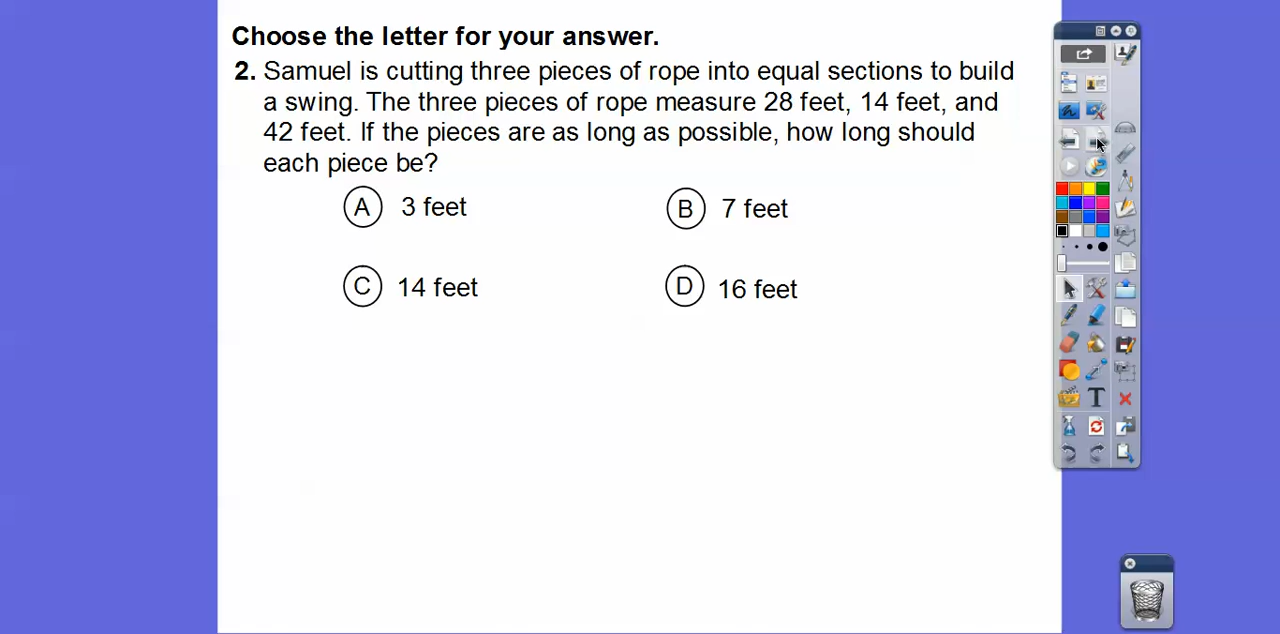 Choose the letter for your answer.
2. Samuel is cutting three pieces of rope into equal sections to build
a swing. The three pieces of rope measure 28 feet, 14 feet, and
42 feet. If the pieces are as long as possible, how long should
each piece be?
A 3 feet
B 7 feet
C 14 feet
D 16 feet
T